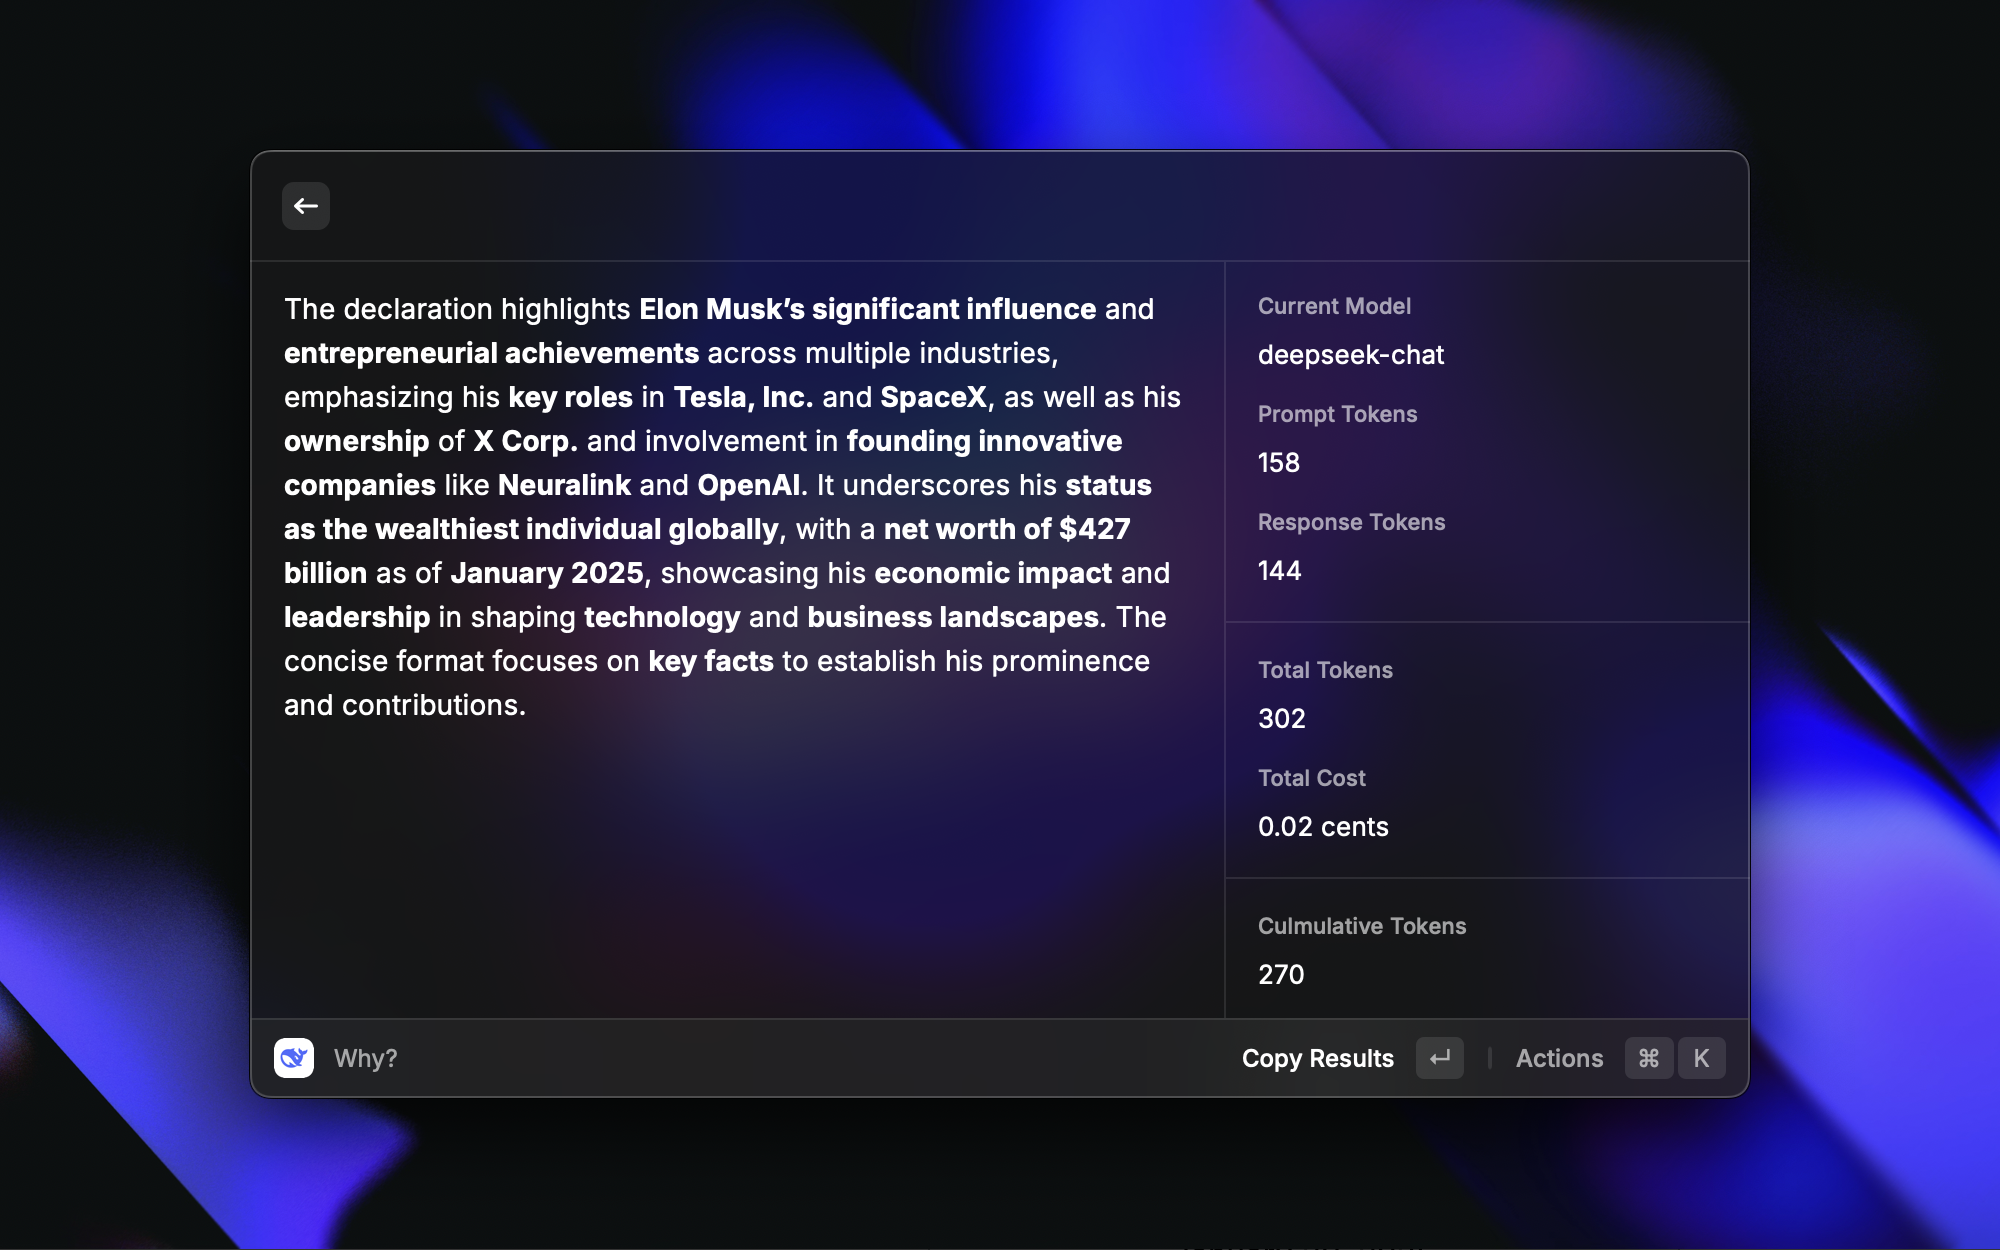 The declaration highlights Elon Musk’s significant influence and
entrepreneurial achievements across multiple industries,
emphasizing his key roles in Tesla, Inc. and SpaceX, as well as his
ownership of X Corp. and involvement in founding innovative
companies like Neuralink and OpenAI. It underscores his status
as the wealthiest individual globally, with a net worth of $427
billion as of January 2025, showcasing his economic impact and
leadership in shaping technology and business landscapes. The
concise format focuses on key facts to establish his prominence
and contributions.
Current Model
deepseek-chat
Prompt Tokens
158
Response Tokens
144
Total Tokens
302
Total Cost
0.02 cents
Culmulative Tokens
270
Why?
Copy Results ↵ | Actions ⌘ K